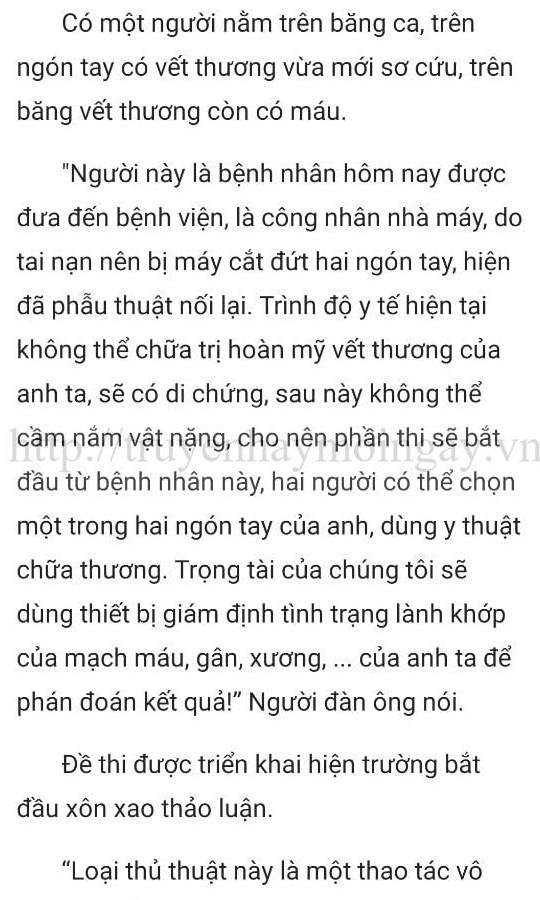 Có một người nằm trên băng ca, trên
ngón tay có vết thương vừa mới sơ cứu, trên
băng vết thương còn có máu.
"Người này là bệnh nhân hôm nay được
đưa đến bệnh viện, là công nhân nhà máy, do
tai nạn nên bị máy cắt đứt hai ngón tay, hiện
đã phẫu thuật nối lại. Trình độ y tế hiện tại
không thể chữa trị hoàn mỹ vết thương của
anh ta, sẽ có di chứng, sau này không thể
cầm nắm vật nặng, cho nên phần thi sẽ bắt
http://truyenhaymoingay.vn
đầu từ bệnh nhân này, hai người có thể chọn
một trong hai ngón tay của anh, dùng y thuật
chữa thương. Trọng tài của chúng tôi sẽ
dùng thiết bị giám định tình trạng lành khớp
của mạch máu, gân, xương, ... của anh ta để
phán đoán kết quả!” Người đàn ông nói.
Đề thi được triển khai hiện trường bắt
đầu xôn xao thảo luận.
“Loại thủ thuật này là một thao tác vô